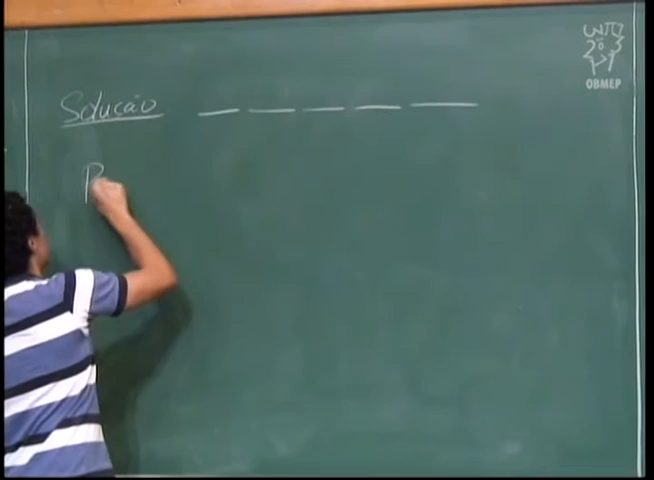 Solução _ _ _ _ _
P
OBMEP